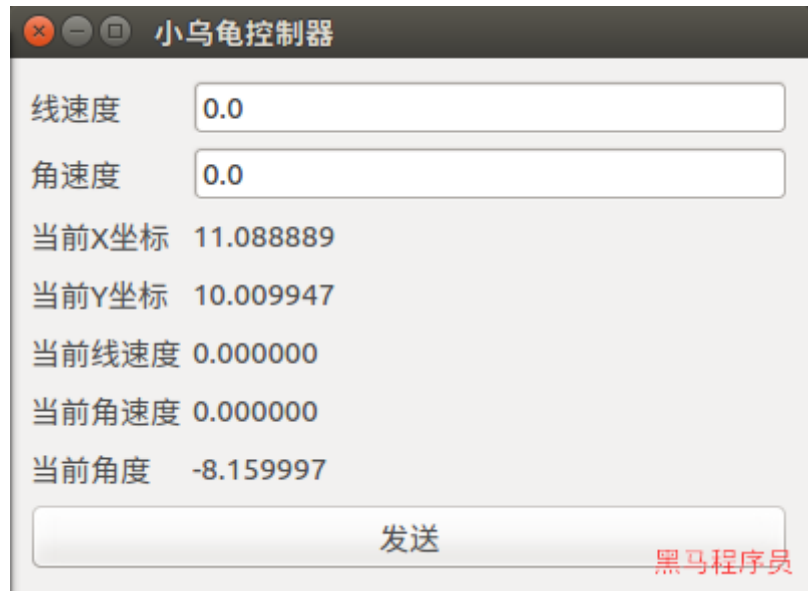 小乌龟控制器
线速度 0.0
角速度 0.0
当前X坐标 11.088889
当前Y坐标 10.009947
当前线速度 0.000000
当前角速度 0.000000
当前角度 -8.159997
发送
黑马程序员